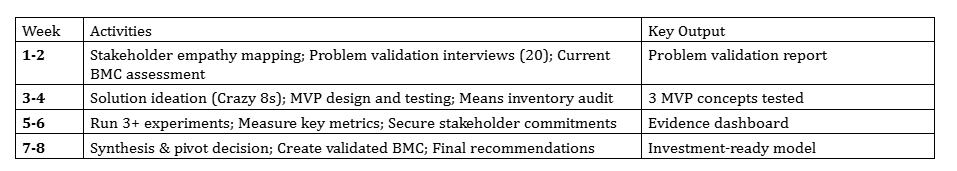 Week Activities Key Output
1-2 Stakeholder empathy mapping; Problem validation interviews (20); Current Problem validation report
BMC assessment
3-4 Solution ideation (Crazy 8s); MVP design and testing; Means inventory audit 3 MVP concepts tested
5-6 Run 3+ experiments; Measure key metrics; Secure stakeholder commitments Evidence dashboard
7-8 Synthesis & pivot decision; Create validated BMC; Final recommendations Investment-ready model